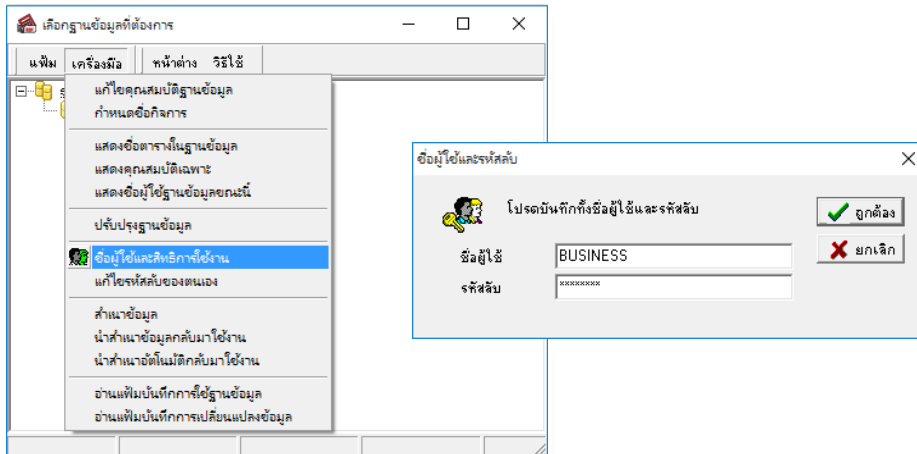 เลือกฐานข้อมูลที่ต้องการ
แฟ้ม เครื่องมือ หน้าต่าง วิธีใช้
แก้ไขคุณสมบัติฐานข้อมูล
กำหนดชื่อกิจการ
แสดงชื่อตารางในฐานข้อมูล
แสดงคุณสมบัติเฉพาะ
แสดงชื่อผู้ใช้ฐานข้อมูลขณะนี้
ปรับปรุงฐานข้อมูล
ชื่อผู้ใช้และสิทธิการใช้งาน
แก้ไขรหัสลับของตนเอง
สำเนาข้อมูล
นำสำเนาข้อมูลกลับมาใช้งาน
นำสำเนาอัตโนมัติกลับมาใช้งาน
อ่านแฟ้มบันทึกการใช้ฐานข้อมูล
อ่านแฟ้มบันทึกการเปลี่ยนแปลงข้อมูล
ชื่อผู้ใช้และรหัสลับ
โปรดบันทึกทั้งชื่อผู้ใช้และรหัสลับ
ถูกต้อง
ชื่อผู้ใช้ BUSINESS
ยกเลิก
รหัสลับ ××××××××